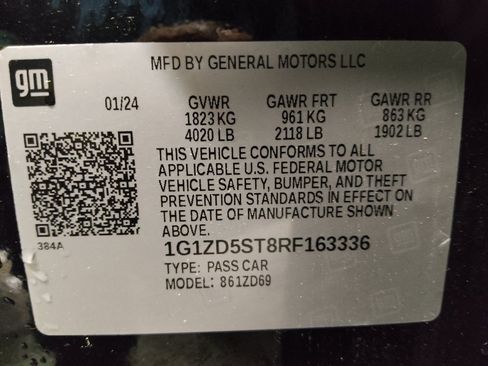 gm
MFD BY GENERAL MOTORS LLC
01/24 GVWR GAWR FRT GAWR RR
1823 KG 961 KG 863 KG
4020 LB 2118 LB 1902 LB
THIS VEHICLE CONFORMS TO ALL
APPLICABLE U.S. FEDERAL MOTOR
VEHICLE SAFETY, BUMPER, AND THEFT
PREVENTION STANDARDS IN EFFECT ON
THE DATE OF MANUFACTURE SHOWN
ABOVE.
384A
1G1ZD5ST8RF163336
TYPE: PASS CAR
MODEL: 861ZD69